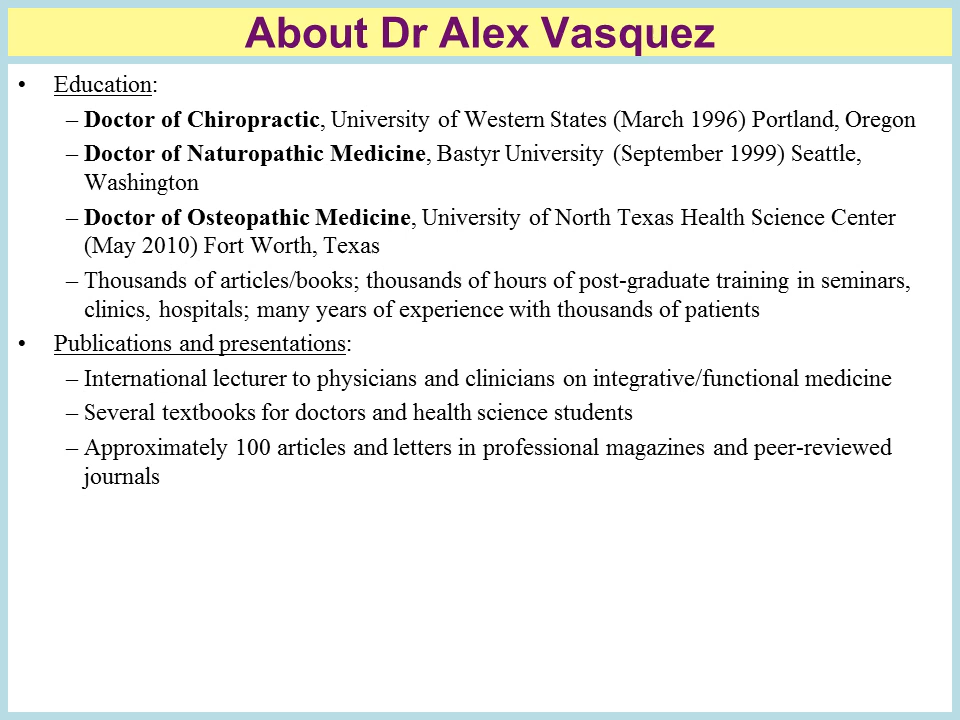 About Dr Alex Vasquez
• Education:
– Doctor of Chiropractic, University of Western States (March 1996) Portland, Oregon
– Doctor of Naturopathic Medicine, Bastyr University (September 1999) Seattle,
Washington
– Doctor of Osteopathic Medicine, University of North Texas Health Science Center
(May 2010) Fort Worth, Texas
– Thousands of articles/books; thousands of hours of post-graduate training in seminars,
clinics, hospitals; many years of experience with thousands of patients
• Publications and presentations:
– International lecturer to physicians and clinicians on integrative/functional medicine
– Several textbooks for doctors and health science students
– Approximately 100 articles and letters in professional magazines and peer-reviewed
journals